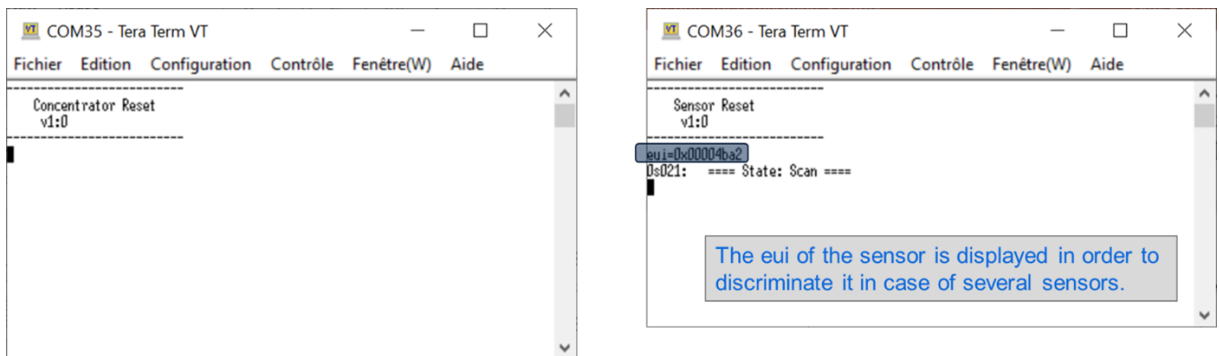 COM35 - Tera Term VT
Fichier Edition Configuration Contrôle Fenêtre(W) Aide
---------------------------
Concentrator Reset
v1:0
---------------------------
COM36 - Tera Term VT
Fichier Edition Configuration Contrôle Fenêtre(W) Aide
---------------------------
Sensor Reset
v1:0
---------------------------
eui=0x00004ba2
0s021: ==== State: Scan ====
The eui of the sensor is displayed in order to
discriminate it in case of several sensors.